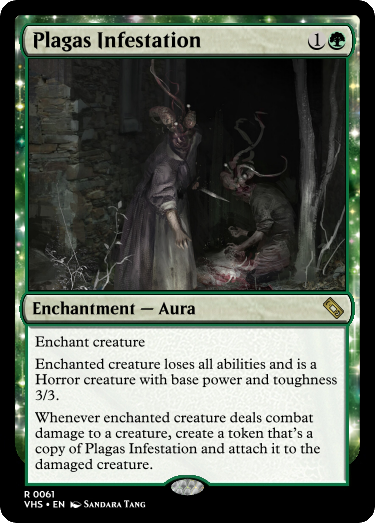 Plagas Infestation 1
Enchantment — Aura
Enchant creature
Enchanted creature loses all abilities and is a
Horror creature with base power and toughness
3/3.
Whenever enchanted creature deals combat
damage to a creature, create a token that's a
copy of Plagas Infestation and attach it to the
damaged creature.
R 0061
VHS • EN Sandara Tang